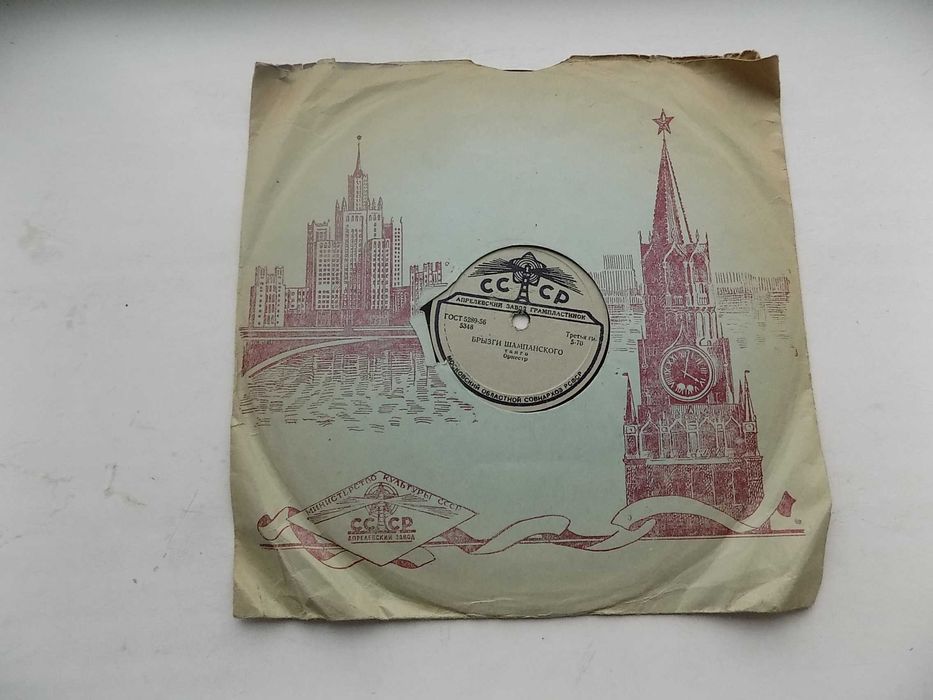 СССР
АПРЕЛЕВСКИЙ ЗАВОД ГРАМПЛАСТИНОК
ГОСТ 5289-56
5348
Третья гр.
5-70
БРЫЗГИ ШАМПАНСКОГО
танго
Оркестр
МОСКОВСКИЙ ОБЛАСТНОЙ СОВНАРХОЗ РСФСР
МИНИСТЕРСТВО КУЛЬТУРЫ СССР
СССР
АПРЕЛЕВСКИЙ ЗАВОД